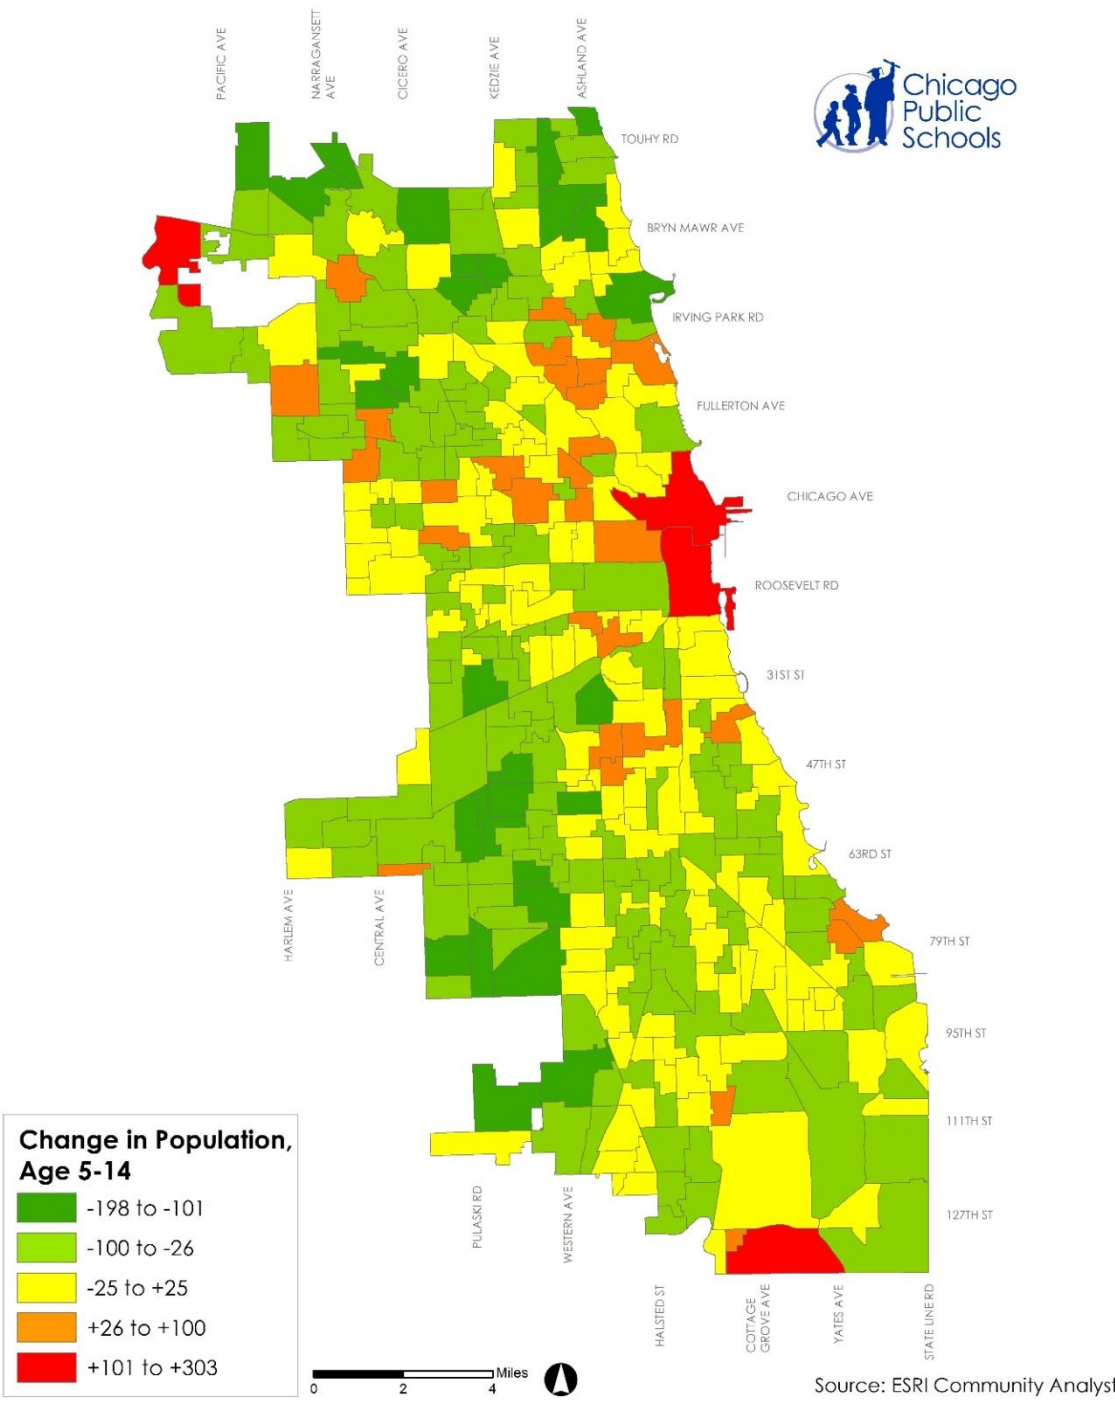 PACIFIC AVE
NARRAGANSETT
AVE
CICERO AVE
KEDZIE AVE
ASHLAND AVE
Chicago
Public
Schools
TOUHY RD
BRYN MAWR AVE
IRVING PARK RD
FULLERTON AVE
CHICAGO AVE
ROOSEVELT RD
31ST ST
47TH ST
63RD ST
79TH ST
95TH ST
111TH ST
127TH ST
HARLEM AVE
CENTRAL AVE
PULASKI RD
WESTERN AVE
HALSTED ST
COTTAGE
GROVE AVE
YATES AVE
STATE LINE RD
Change in Population,
Age 5-14
-198 to -101
-100 to -26
-25 to +25
+26 to +100
+101 to +303
Miles
0 2 4
Source: ESRI Community Analyst